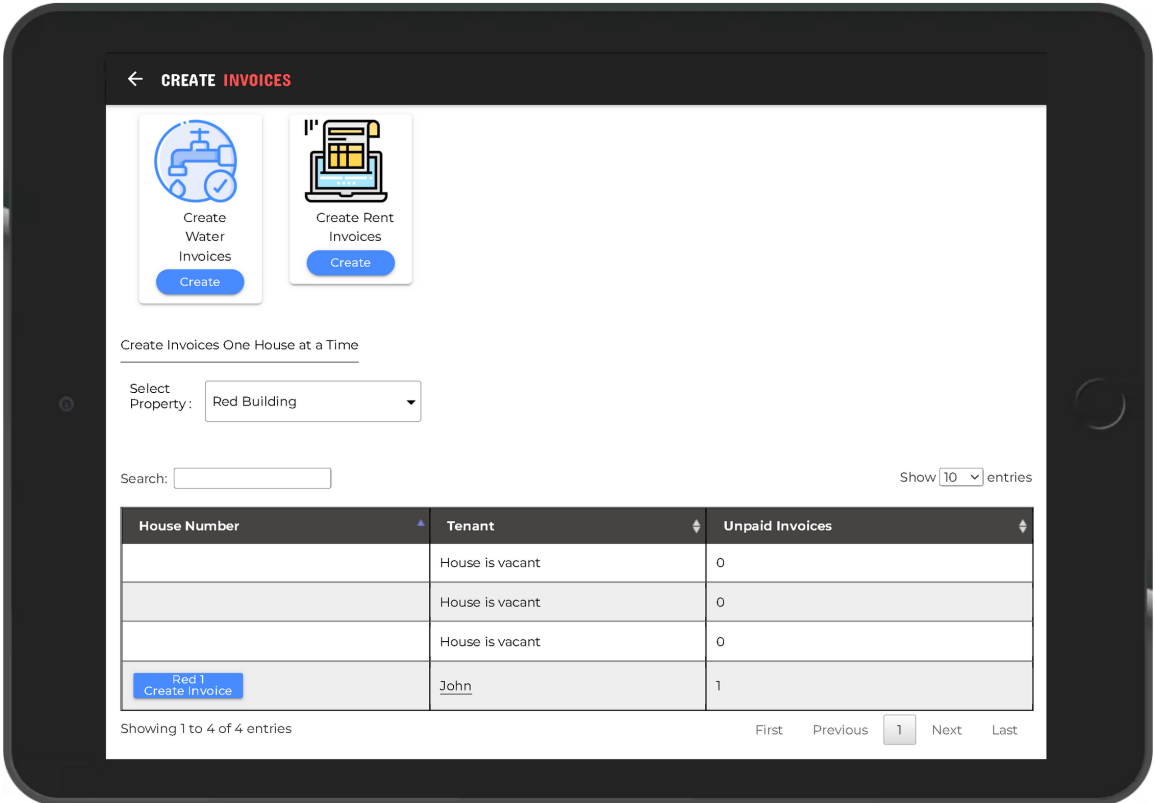 CREATE INVOICES
Create
Water
Invoices
Create
Create Rent
Invoices
Create
Create Invoices One House at a Time
Select
Property :
Red Building
Search:
Show 10 entries
House Number Tenant Unpaid Invoices
House is vacant 0
House is vacant 0
House is vacant 0
Red 1
Create Invoice
John 1
Showing 1 to 4 of 4 entries
First Previous 1 Next Last